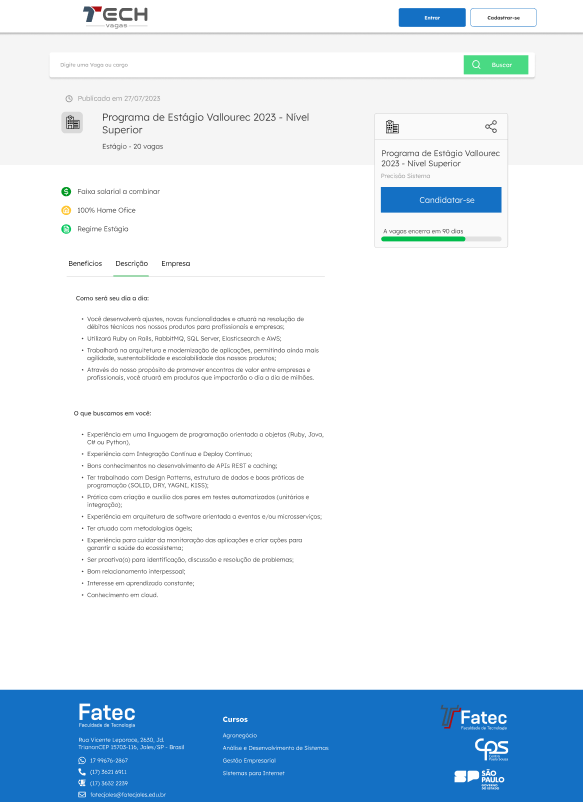 TECH
vagas
Entrar
Cadastrar-se
Digite uma Vaga ou cargo
Buscar
Publicada em 27/07/2023
Programa de Estágio Vallourec 2023 - Nível
Superior
Estágio - 20 vagas
Programa de Estágio Vallourec
2023 - Nível Superior
Precisão Sistema
Candidatar-se
A vagas encerra em 90 dias
Faixa salarial a combinar
100% Home Ofice
Regime Estágia
Benefícios
Descrição
Empresa
Como será seu dia a dia:
• Você desenvolverá ajustes, novas funcionalidades e atuará na resolução de
débitos técnicos nos nossos produtos para profissionais e empresas;
• Utilizará Ruby on Rails, RabbitMQ, SQL Server, Elasticsearch e AWS;
• Trabalhará na arquitetura e modernização de aplicações, permitindo ainda mais
agilidade, sustentabilidade e escalabilidade dos nossos produtos;
• Através do nosso propósito de promover encontros de valor entre empresas e
profissionais, você atuará em produtos que impactarão o dia a dia de milhões.
O que buscamos em você:
• Experiência em uma linguagem de programação orientada a objetos (Ruby, Java,
C# ou Python),
• Experiência com Integração Contínua e Deploy Contínuo;
• Bons conhecimentos no desenvolvimento de APIs REST e caching;
• Ter trabalhado com Design Patterns, estrutura de dados e boas práticas de
programação (SOLID, DRY, YAGNI, KISS);
• Prática com criação e auxílio dos pares em testes automatizados (unitários e
integração);
• Experiência em arquitetura de software orientada a eventos e/ou microsserviços;
• Ter atuado com metodologias ágeis;
• Experiência para cuidar da monitoração das aplicações e criar ações para
garantir a saúde do ecossistema;
• Ser proativo(a) para identificação, discussão e resolução de problemas;
• Bom relacionamento interpessoal;
• Interesse em aprendizado constante;
• Conhecimento em cloud.
Fatec
Faculdade de Tecnologia
Rua Vicente Leporace, 2630, Jd.
TrianonCEP 15703-116, Jales/SP - Brasil
17 99676-2867
(17) 3621 6911
(17) 3632 2239
fatecjales@fatecjales.edu.br
Cursos
Agronegócio
Análise e Desenvolvimento de Sistemas
Gestão Empresarial
Sistemas para Internet
Fatec
Faculdade de Tecnologia
CPS
Centro
Paula Souza
SP
SÃO
PAULO
GOVERNO
DO ESTADO